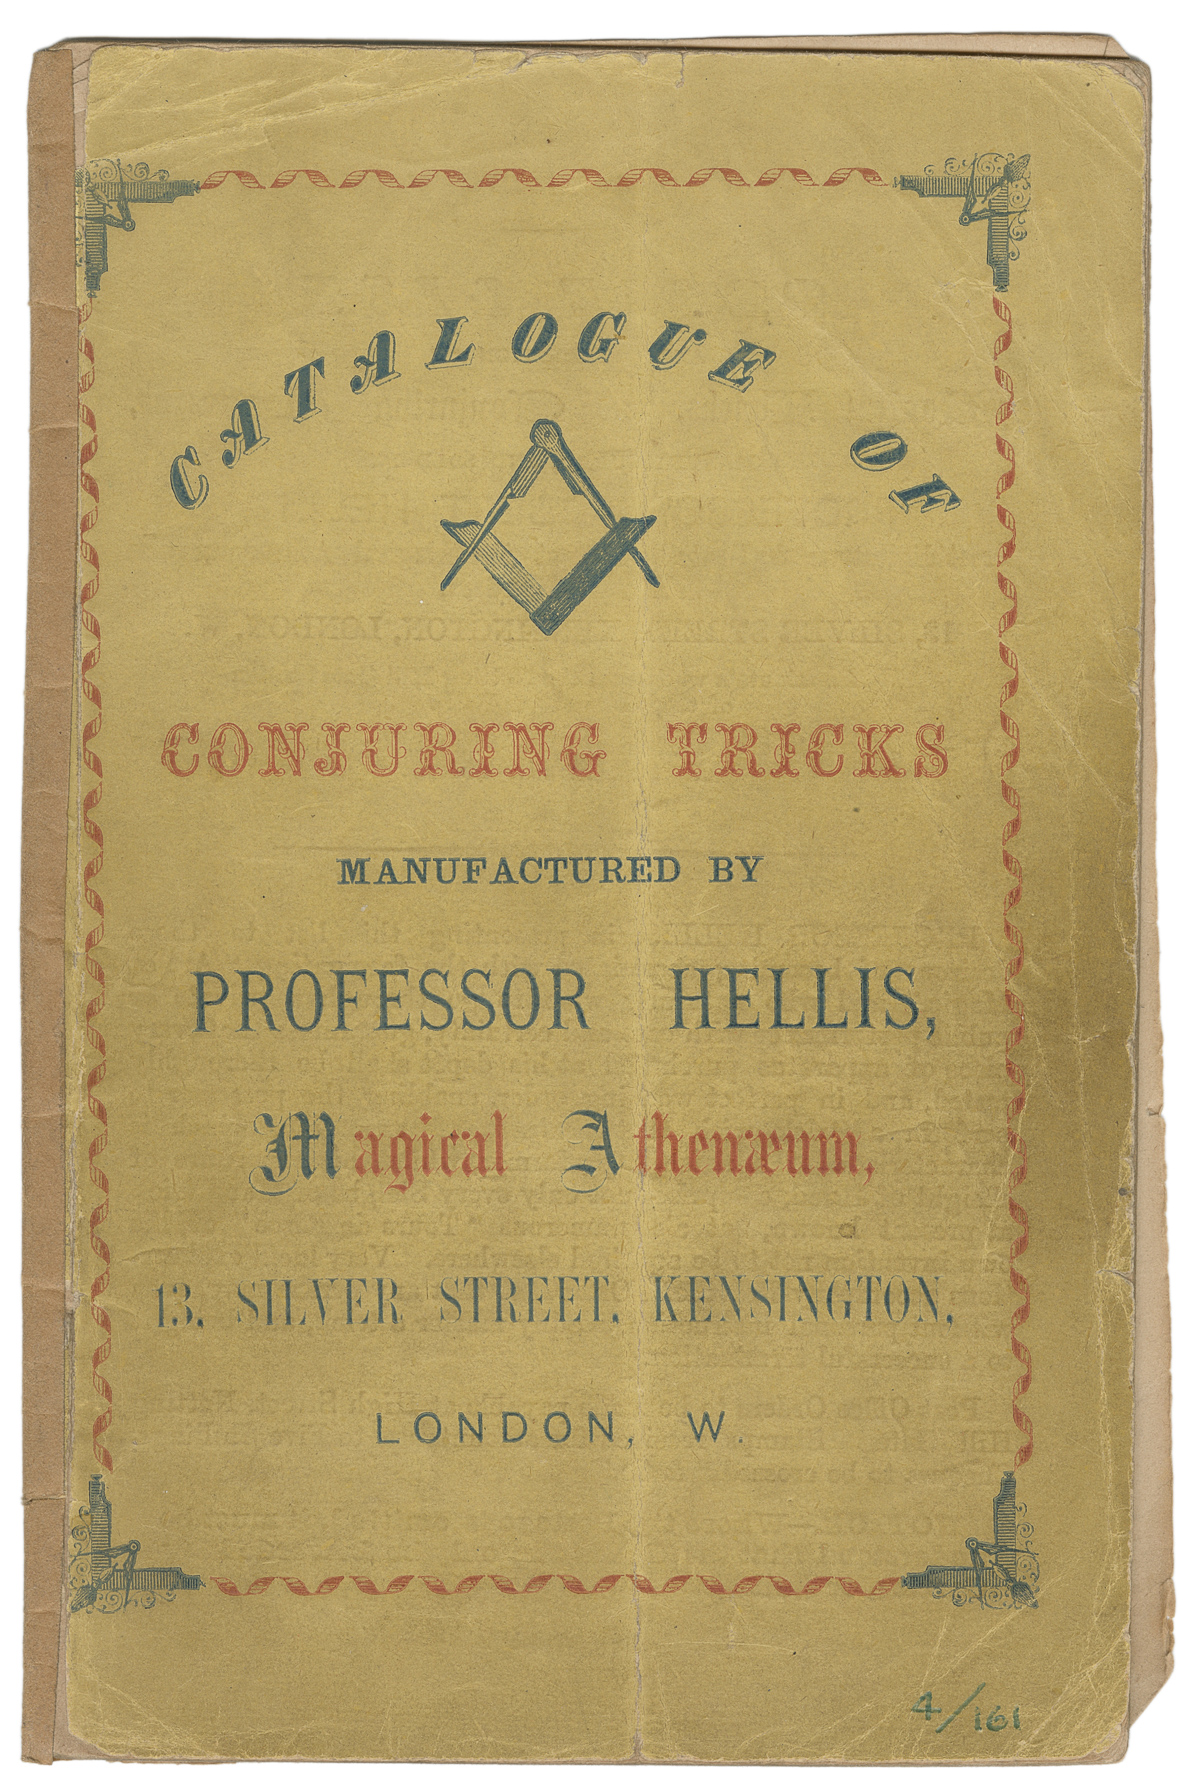 CATALOGUE OF
CONJURING TRICKS
MANUFACTURED BY
PROFESSOR HELLIS,
Magical Athenæum,
13, SILVER STREET, KENSINGTON,
LONDON, W.
4/161